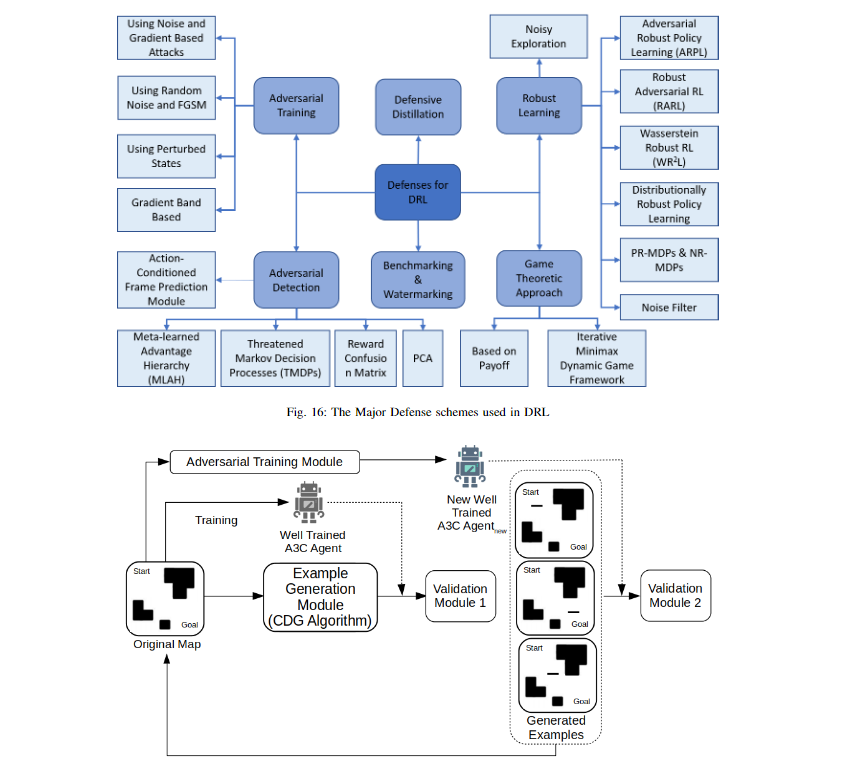 Using Noise and
Gradient Based
Attacks
Using Random
Noise and FGSM
Using Perturbed
States
Gradient Band
Based
Action-
Conditioned
Frame Prediction
Module
Adversarial
Training
Defensive
Distillation
Noisy
Exploration
Robust
Learning
Adversarial
Robust Policy
Learning (ARPL)
Robust
Adversarial RL
(RARL)
Wasserstein
Robust RL
(WR²L)
Distributionally
Robust Policy
Learning
PR-MDPs & NR-
MDPs
Noise Filter
Defenses for
DRL
Adversarial
Detection
Benchmarking
&
Watermarking
Game
Theoretic
Approach
Meta-learned
Advantage
Hierarchy
(MLAH)
Threatened
Markov Decision
Processes (TMDPs)
Reward
Confusio
n Matrix
PCA
Based on
Payoff
Iterative
Minimax
Dynamic Game
Framework
Fig. 16: The Major Defense schemes used in DRL
Adversarial Training Module
New Well
Trained
A3C Agent new
Training
Well Trained
A3C Agent
Start
Goal
Original Map
Example
Generation
Module
(CDG Algorithm)
Validation
Module 1
Start
Goal
Start
Goal
Start
Goal
Generated
Examples
Validation
Module 2